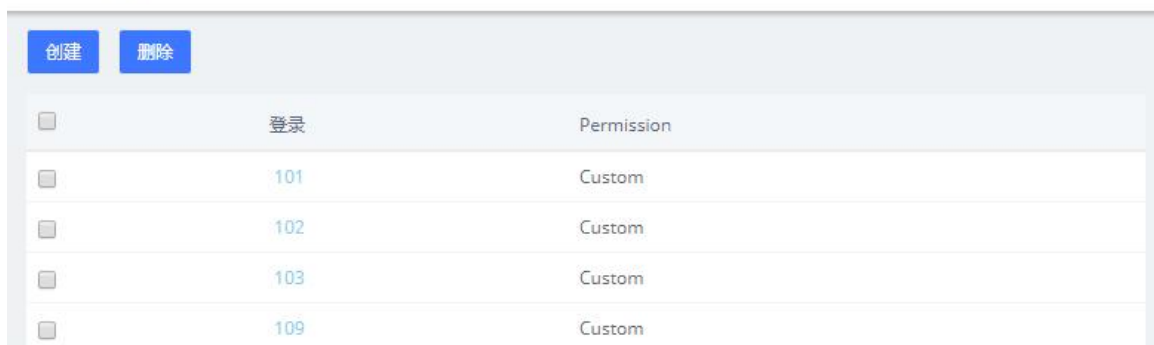 创建 删除
登录 Permission
101 Custom
102 Custom
103 Custom
109 Custom